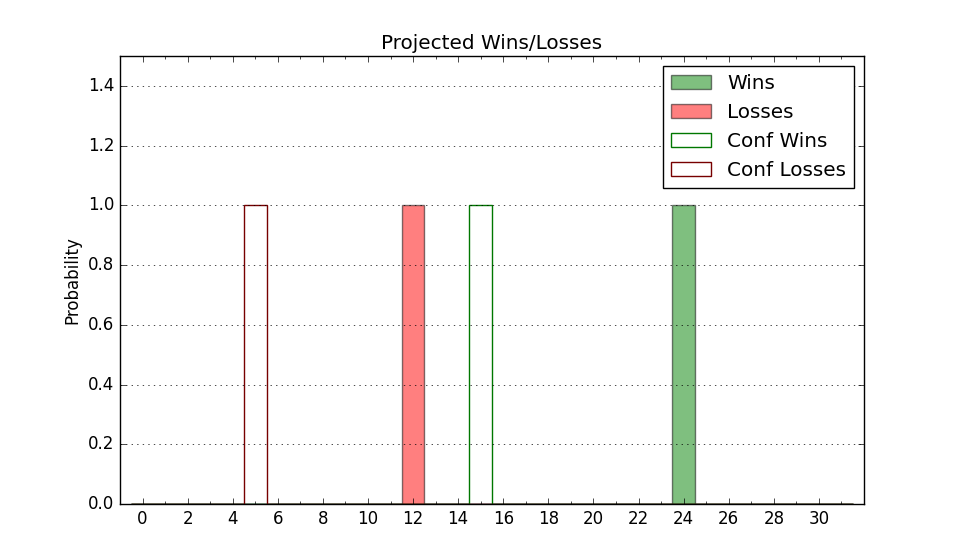 Projected Wins/Losses
Wins
Losses
Conf Wins
Conf Losses
Probability
1.4
1.2
1.0
0.8
0.6
0.4
0.2
0.0
0 2 4 6 8 10 12 14 16 18 20 22 24 26 28 30